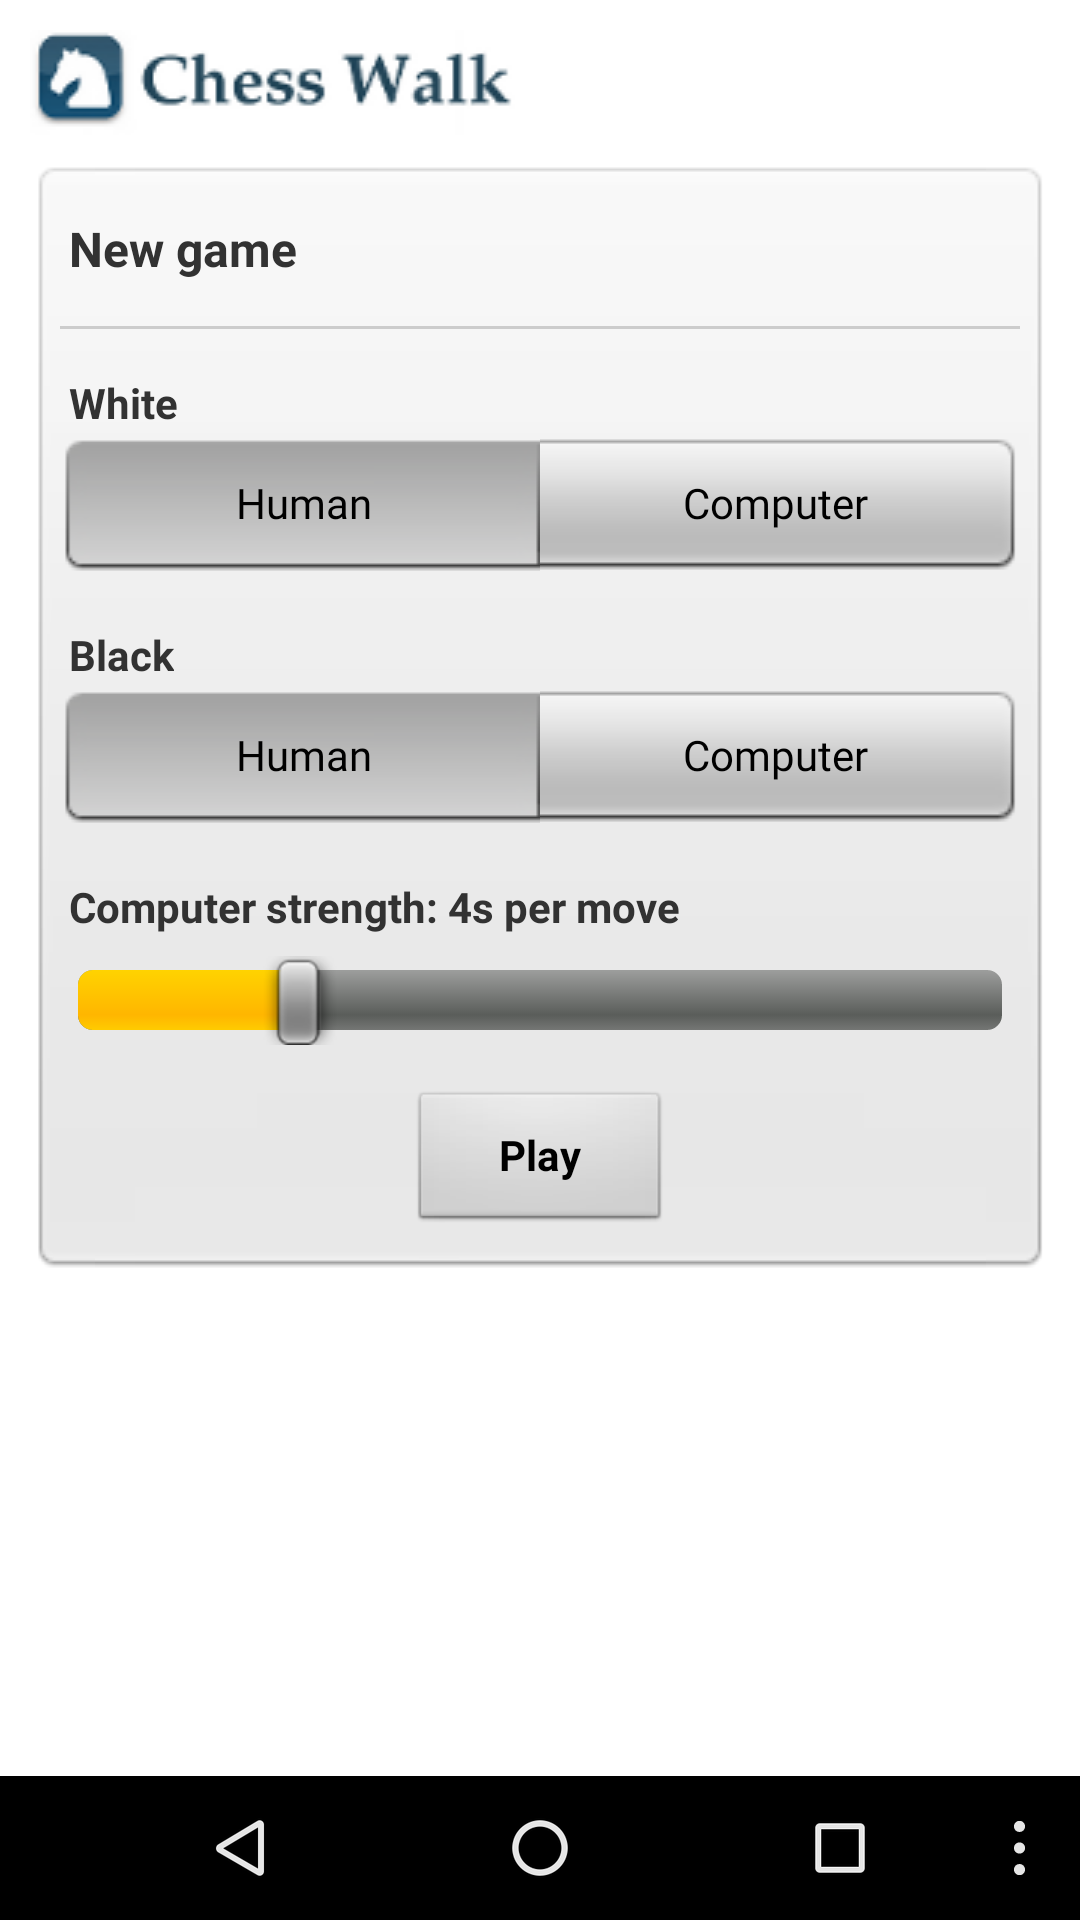 Chess Walk
New game
White
Human Computer
Black
Human Computer
Computer strength: 4s per move
Play